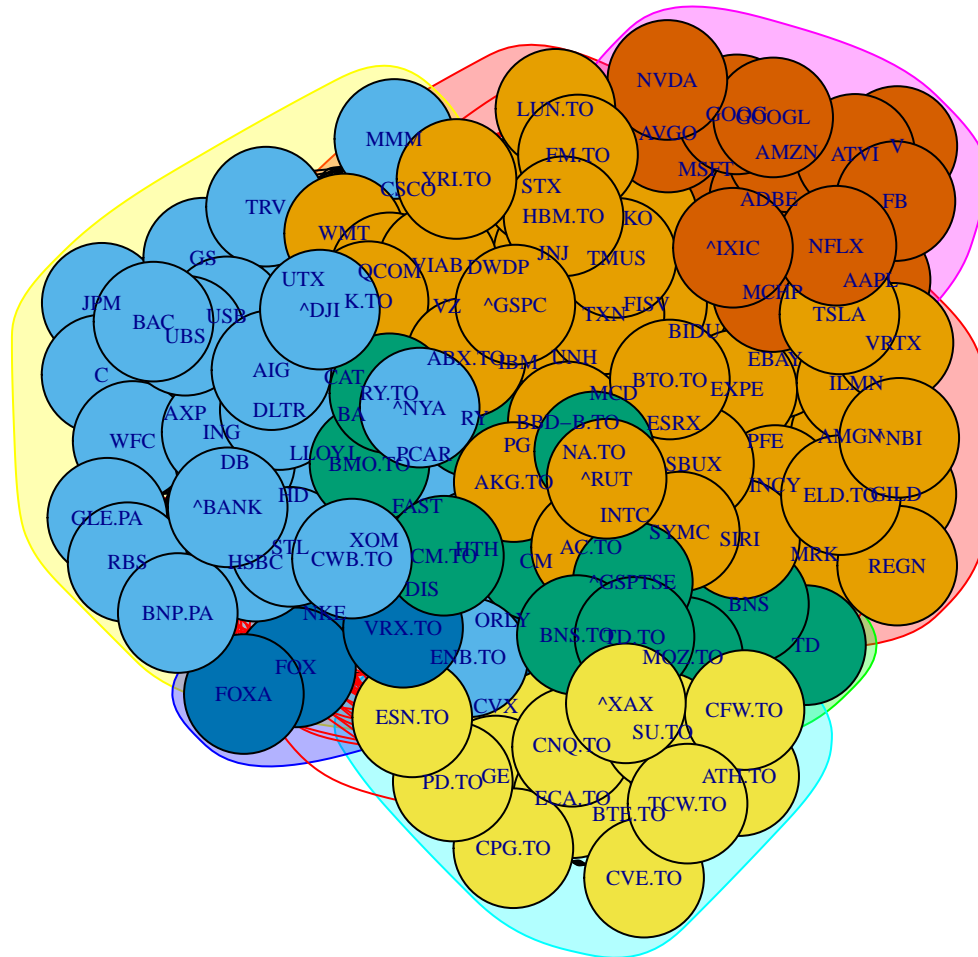 NVDA
LUN.TO
GOOG
GOOGL
AVGO
MMM
FM.TO
MSFT
AMZN
ATVI
V
CSCO
XRI.TO
STX
ADBE
FB
TRV
WMT
HBM.TO
KO
^IXIC
NFLX
GS
QCOM
VIAB
DWDP
JNJ
TMUS
UTX
K.TO
^GSPC
MCHP
AAPL
JPM
^DJI
VZ
TXN
FISV
TSLA
BAC
UBS
USB
BIDU
VRTX
C
AIG
CAT
ABX.TO
IBM
NNH
EBAY
RY.TO
MCD
BTO.TO
EXPE
ILMN
AXP
DLTR
BA
^NYA
RY
BBD-B.TO
ESRX
WFC
ING
LLOY.L
PCAR
PG
NA.TO
PFE
AMGN
^NBI
DB
BMO.TO
SBUX
^BANK
HD
AKG.TO
^RUT
INCY
ELD.TO
GILD
GLE.PA
FAST
INTC
STL
XOM
AC.TO
SYMC
SIRI
RBS
HSBC
CWB.TO
CM.TO
HTH
CM
MRK
REGN
DIS
^GSPTSE
BNP.PA
NKE
ORLY
BNS
VRX.TO
BNS.TO
TD.TO
TD
FOX
ENB.TO
MOZ.TO
FOXA
CVX
^XAX
ESN.TO
CFW.TO
SU.TO
CNQ.TO
PD.TO
GE
ATH.TO
ECA.TO
TCW.TO
BTE.TO
CPG.TO
CVE.TO